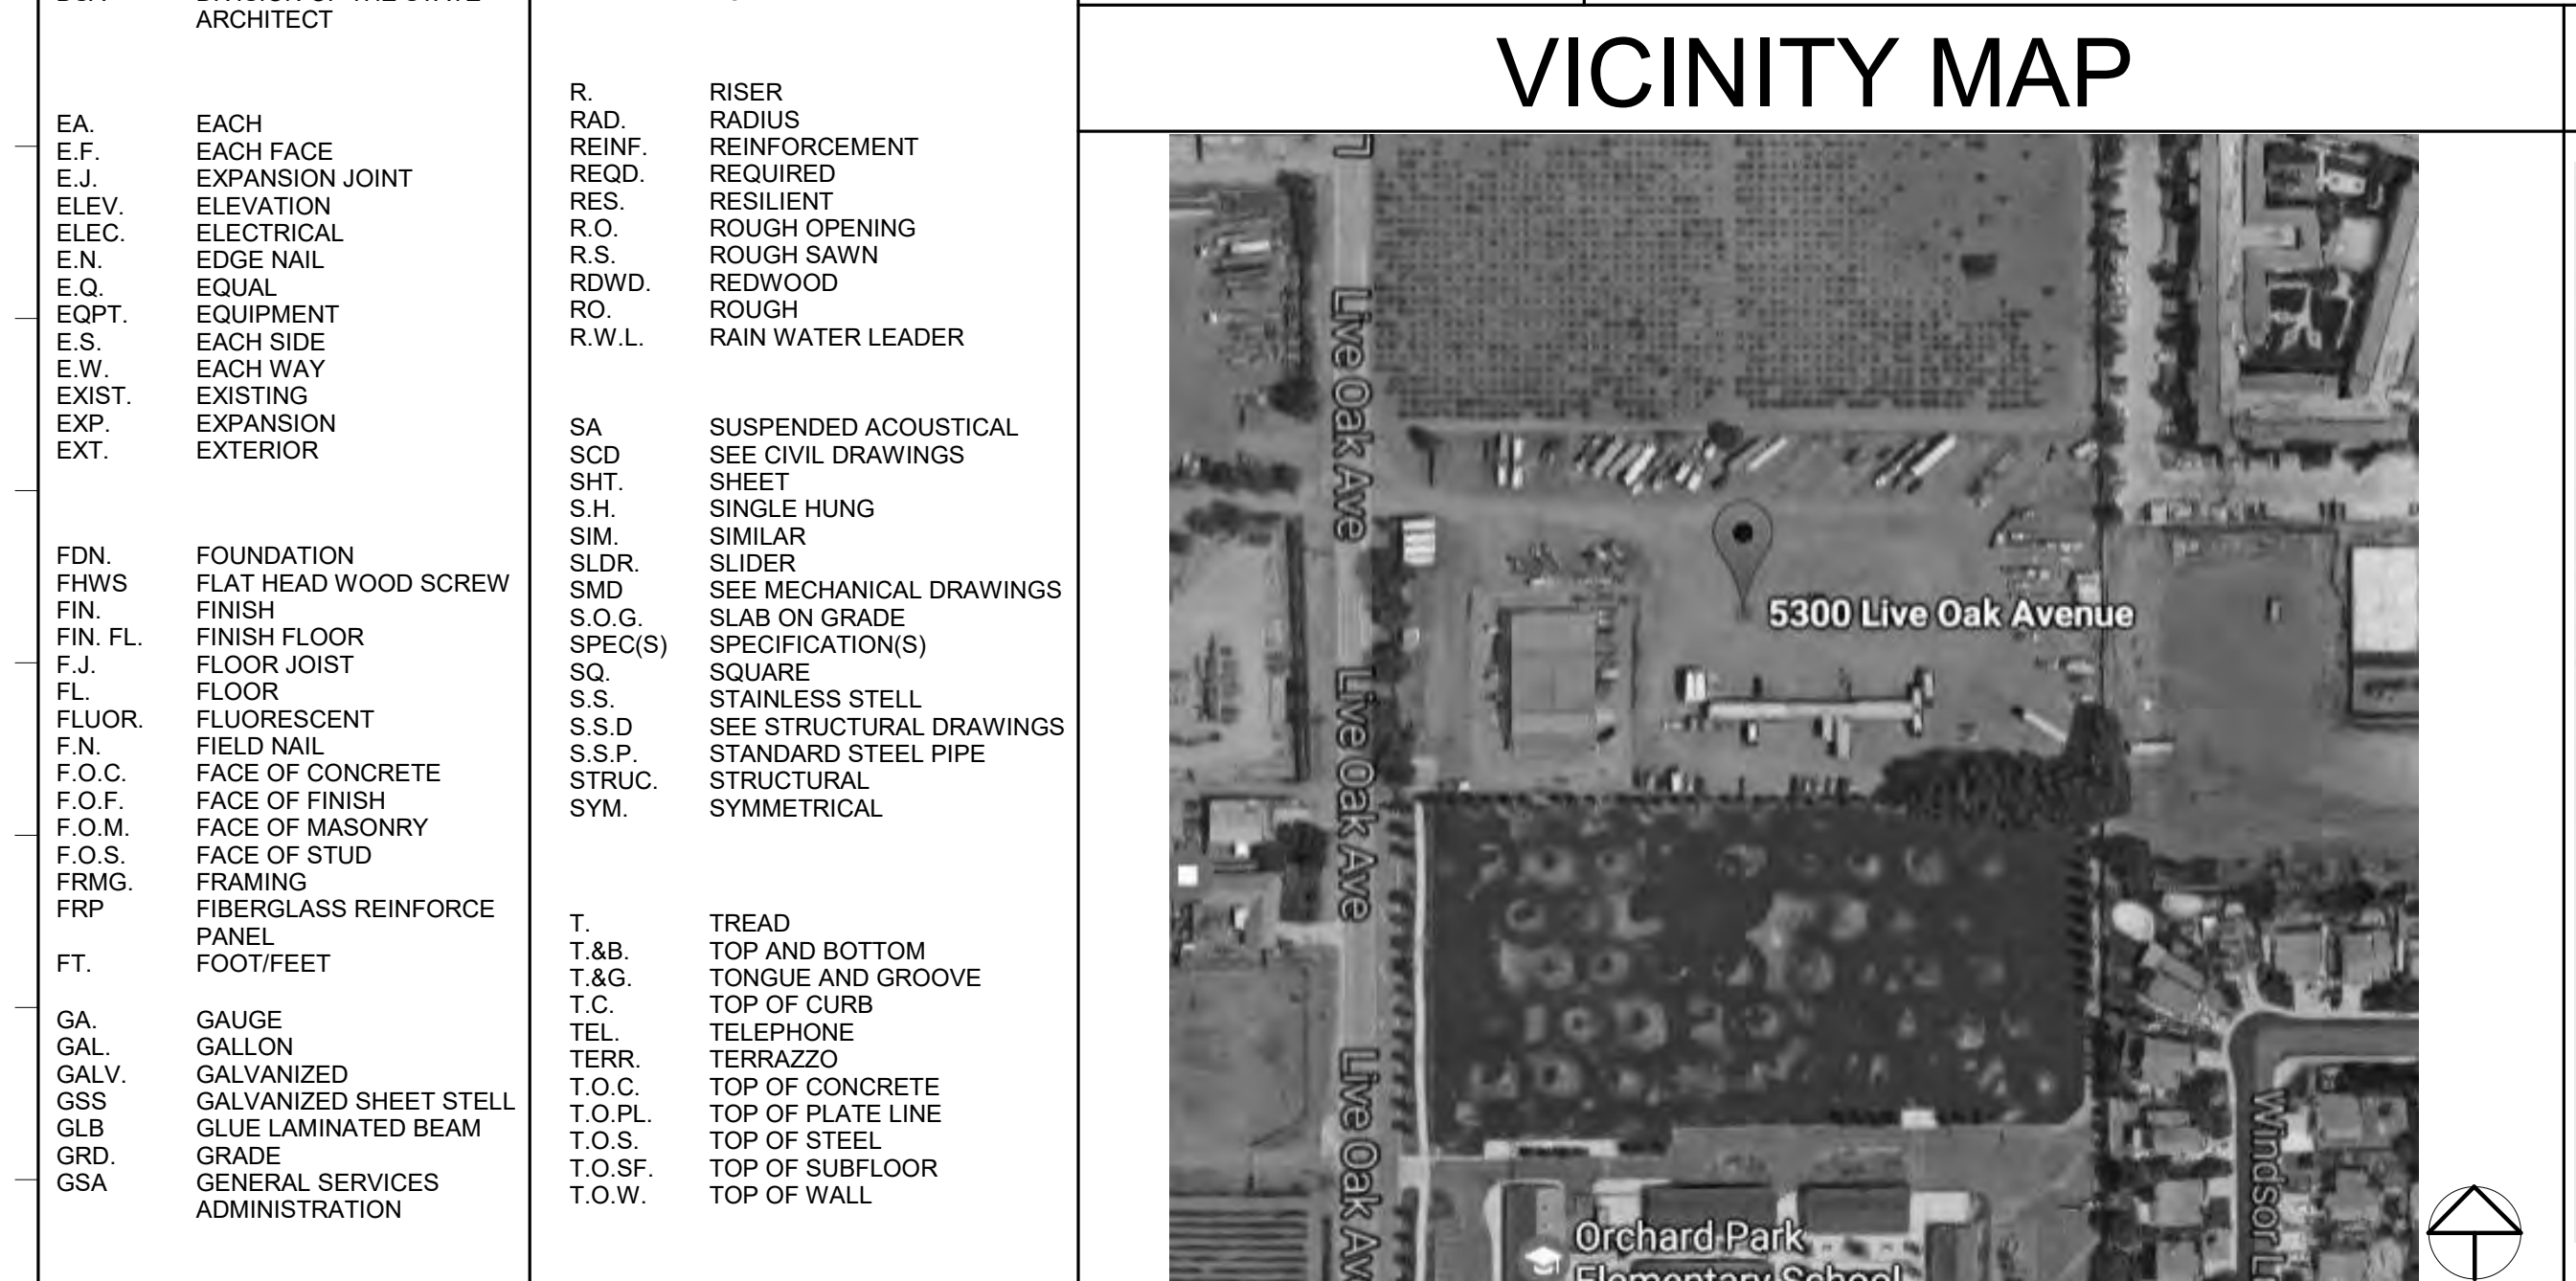 ARCHITECT
EA. EACH
E.F. EACH FACE
E.J. EXPANSION JOINT
ELEV. ELEVATION
ELEC. ELECTRICAL
E.N. EDGE NAIL
E.Q. EQUAL
EQPT. EQUIPMENT
E.S. EACH SIDE
E.W. EACH WAY
EXIST. EXISTING
EXP. EXPANSION
EXT. EXTERIOR
FDN. FOUNDATION
FHWS FLAT HEAD WOOD SCREW
FIN. FINISH
FIN. FL. FINISH FLOOR
F.J. FLOOR JOIST
FL. FLOOR
FLUOR. FLUORESCENT
F.N. FIELD NAIL
F.O.C. FACE OF CONCRETE
F.O.F. FACE OF FINISH
F.O.M. FACE OF MASONRY
F.O.S. FACE OF STUD
FRMG. FRAMING
FRP FIBERGLASS REINFORCE
PANEL
FT. FOOT/FEET
GA. GAUGE
GAL. GALLON
GALV. GALVANIZED
GSS GALVANIZED SHEET STELL
GLB GLUE LAMINATED BEAM
GRD. GRADE
GSA GENERAL SERVICES
ADMINISTRATION
R. RISER
RAD. RADIUS
REINF. REINFORCEMENT
REQD. REQUIRED
RES. RESILIENT
R.O. ROUGH OPENING
R.S. ROUGH SAWN
RDWD. REDWOOD
RO. ROUGH
R.W.L. RAIN WATER LEADER
SA SUSPENDED ACOUSTICAL
SCD SEE CIVIL DRAWINGS
SHT. SHEET
S.H. SINGLE HUNG
SIM. SIMILAR
SLDR. SLIDER
SMD SEE MECHANICAL DRAWINGS
S.O.G. SLAB ON GRADE
SPEC(S) SPECIFICATION(S)
SQ. SQUARE
S.S. STAINLESS STELL
S.S.D SEE STRUCTURAL DRAWINGS
S.S.P. STANDARD STEEL PIPE
STRUC. STRUCTURAL
SYM. SYMMETRICAL
T. TREAD
T.&B. TOP AND BOTTOM
T.&G. TONGUE AND GROOVE
T.C. TOP OF CURB
TEL. TELEPHONE
TERR. TERRAZZO
T.O.C. TOP OF CONCRETE
T.O.PL. TOP OF PLATE LINE
T.O.S. TOP OF STEEL
T.O.SF. TOP OF SUBFLOOR
T.O.W. TOP OF WALL
VICINITY MAP
Live Oak Ave
5300 Live Oak Avenue
Live Oak Ave
Live Oak Av
Windsor L
Orchard Park
Elementary School